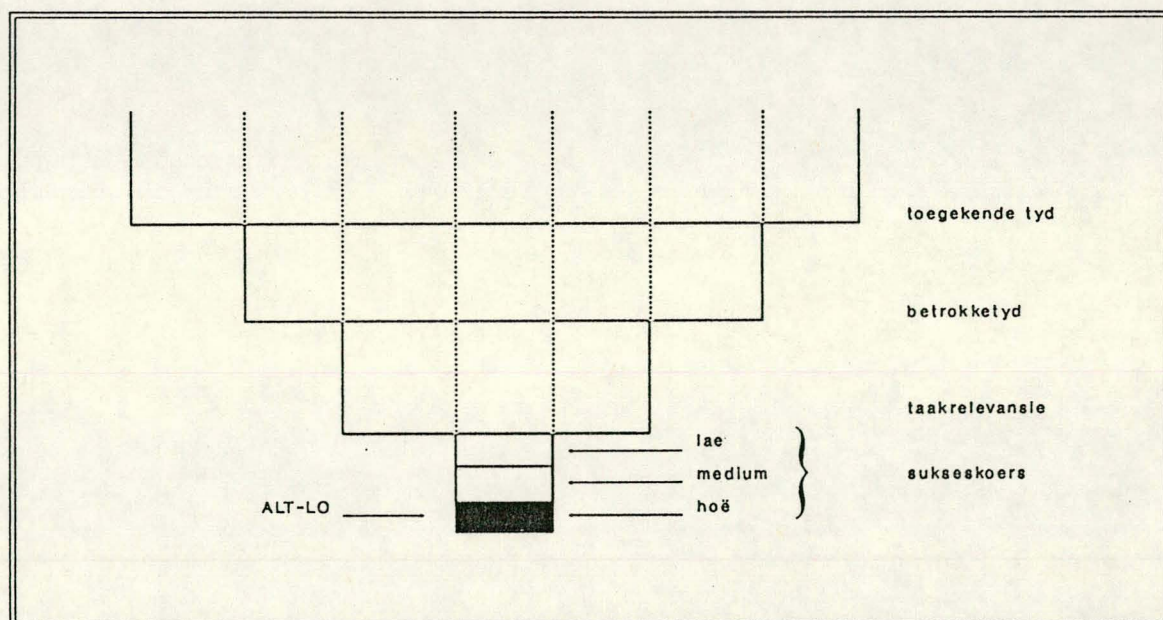 toegekende tyd
betrokketyd
taakrelevansie
lae
medium
sukseskoers
hoë
ALT-LO